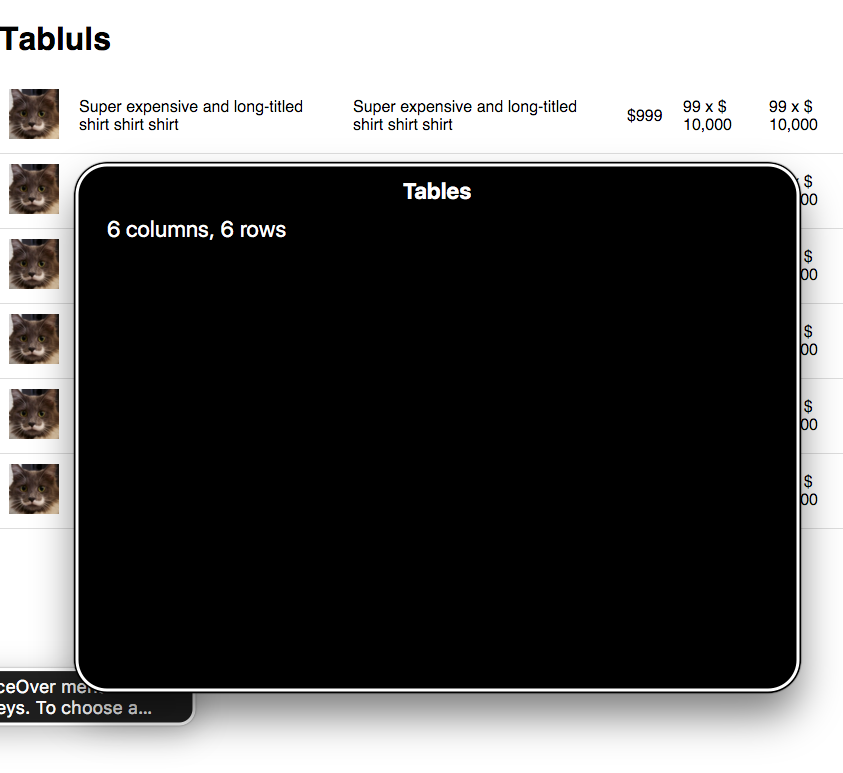 Tabluls
Super expensive and long-titled
shirt shirt shirt
Super expensive and long-titled
shirt shirt shirt
$999
99 x $
10,000
99 x $
10,000
Tables
6 columns, 6 rows
$
00
$
00
$
00
$
00
$
00
ceOver me
eys. To choose a...